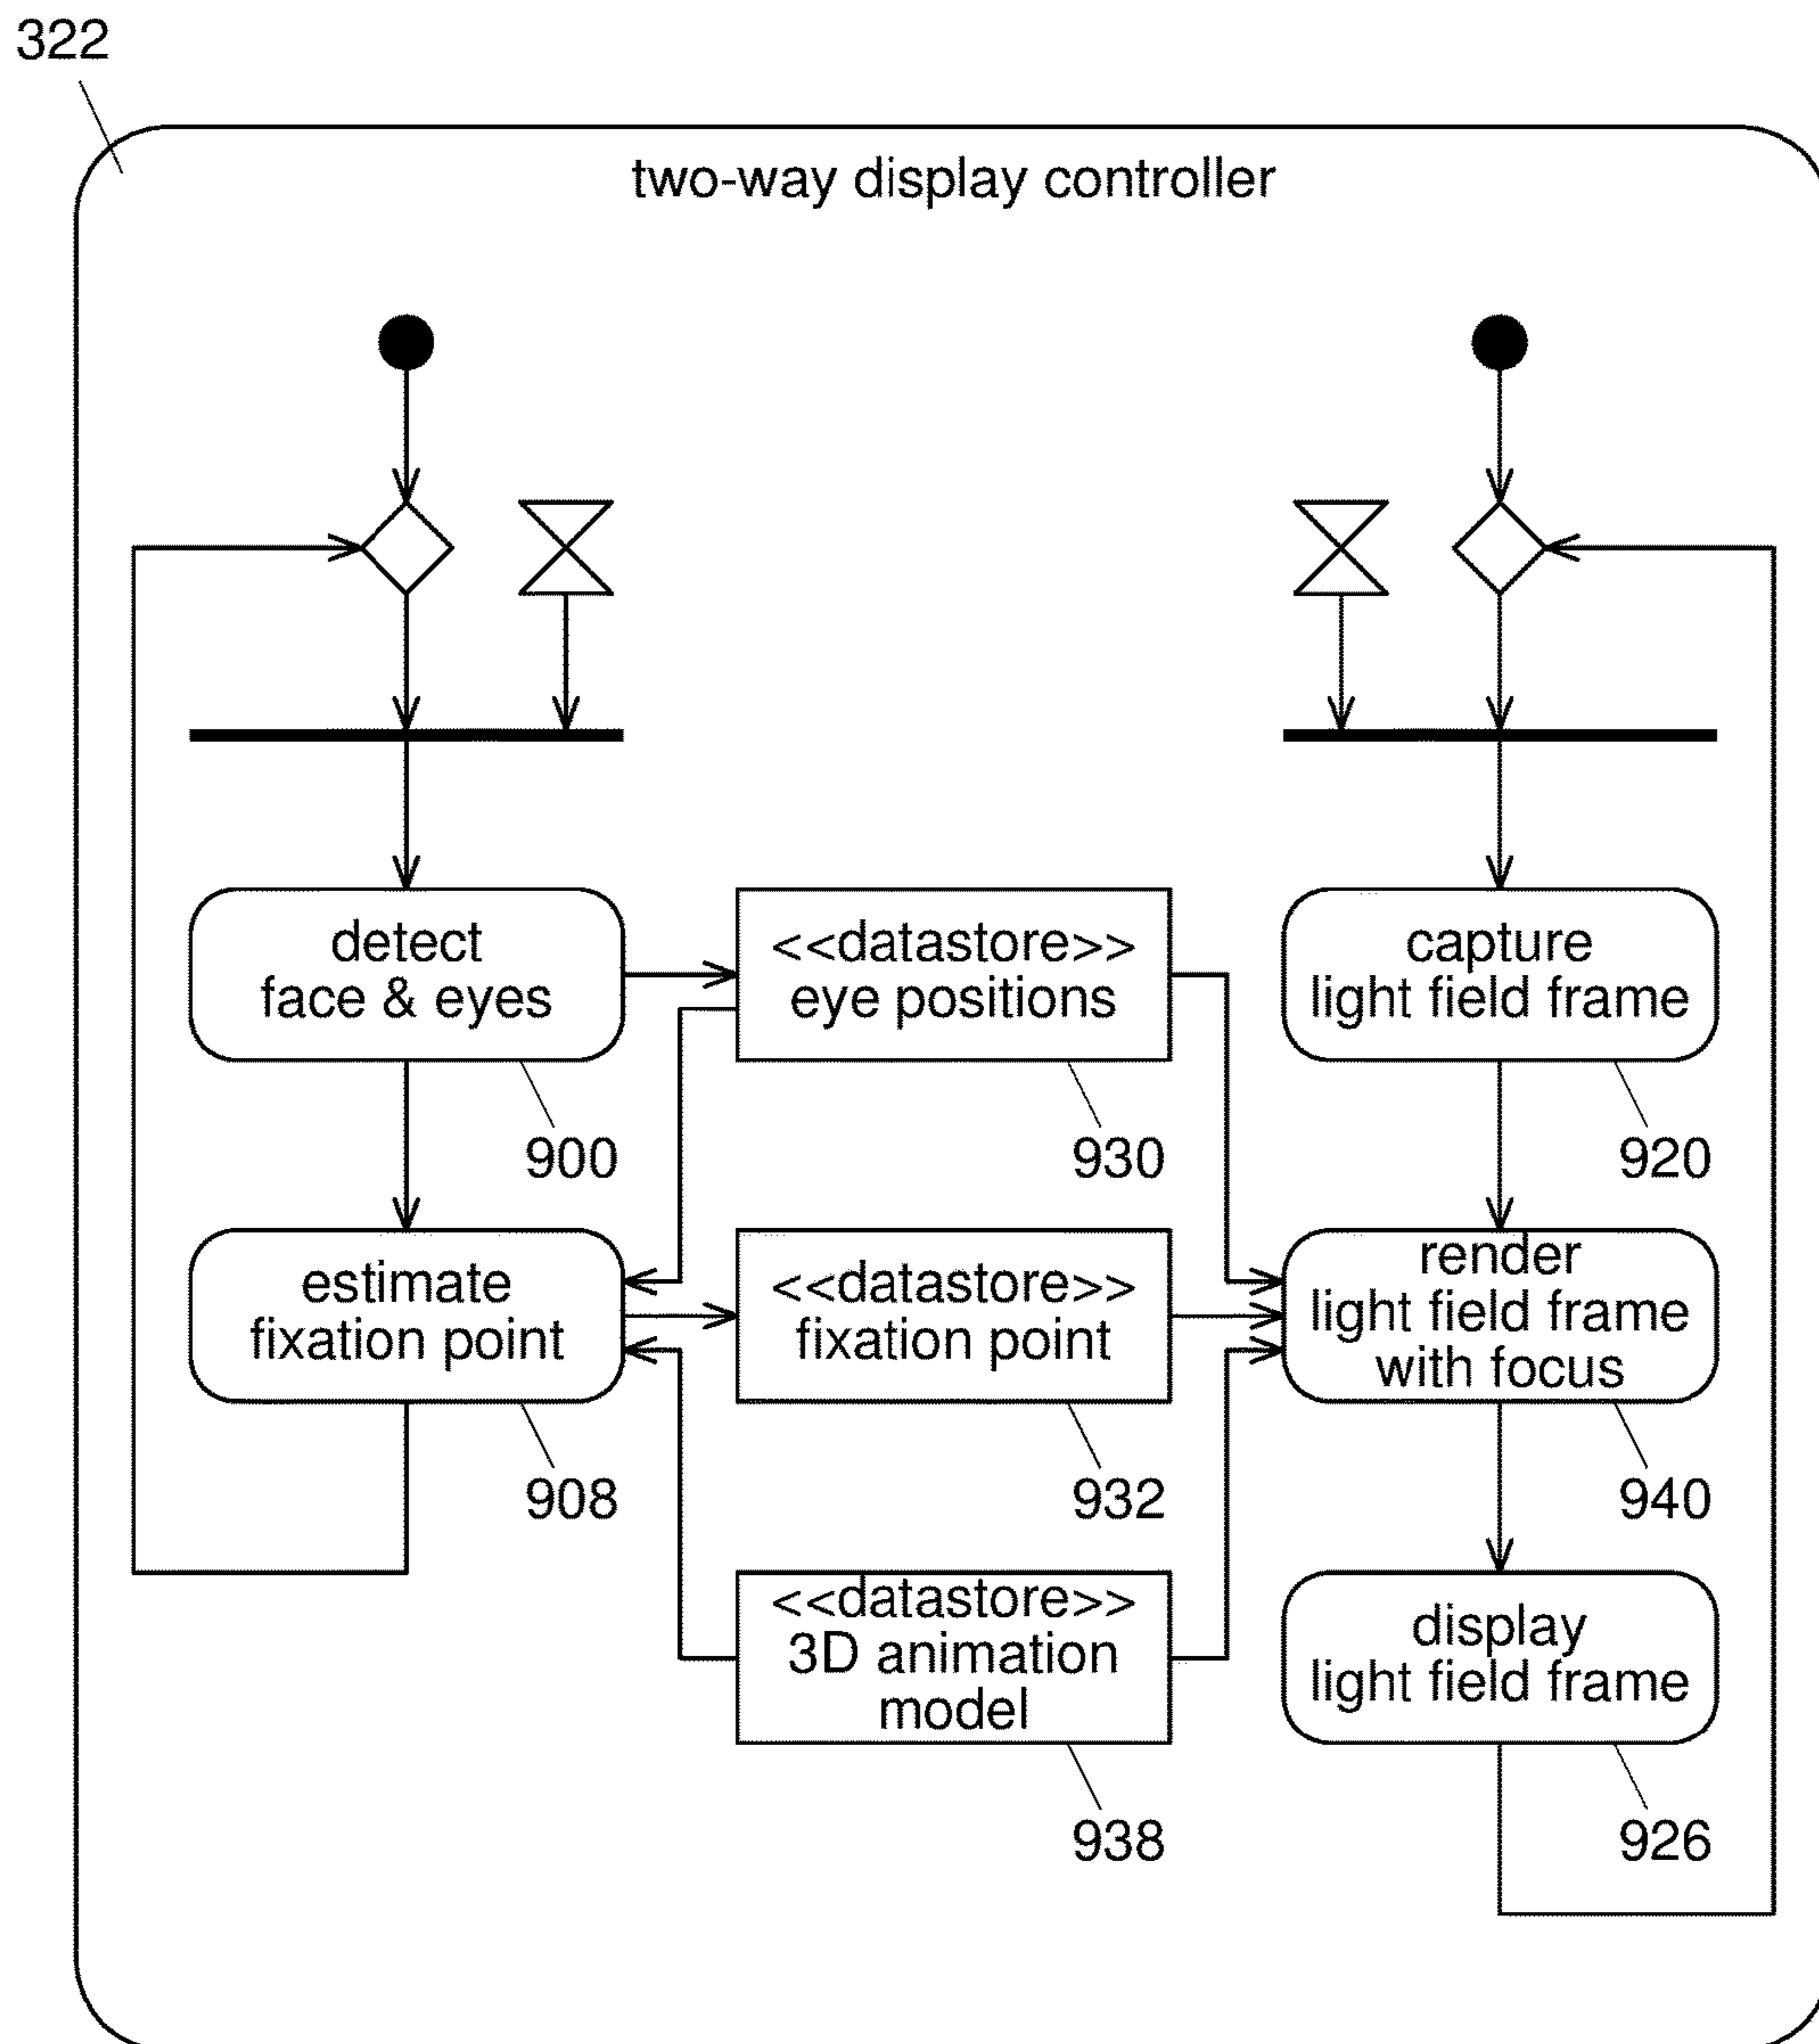 322
two-way display controller
detect
face & eyes
900
<<datastore>>
eye positions
930
capture
light field frame
920
estimate
fixation point
908
<<datastore>>
fixation point
932
render
light field frame
with focus
940
<<datastore>>
3D animation
model
938
display
light field frame
926